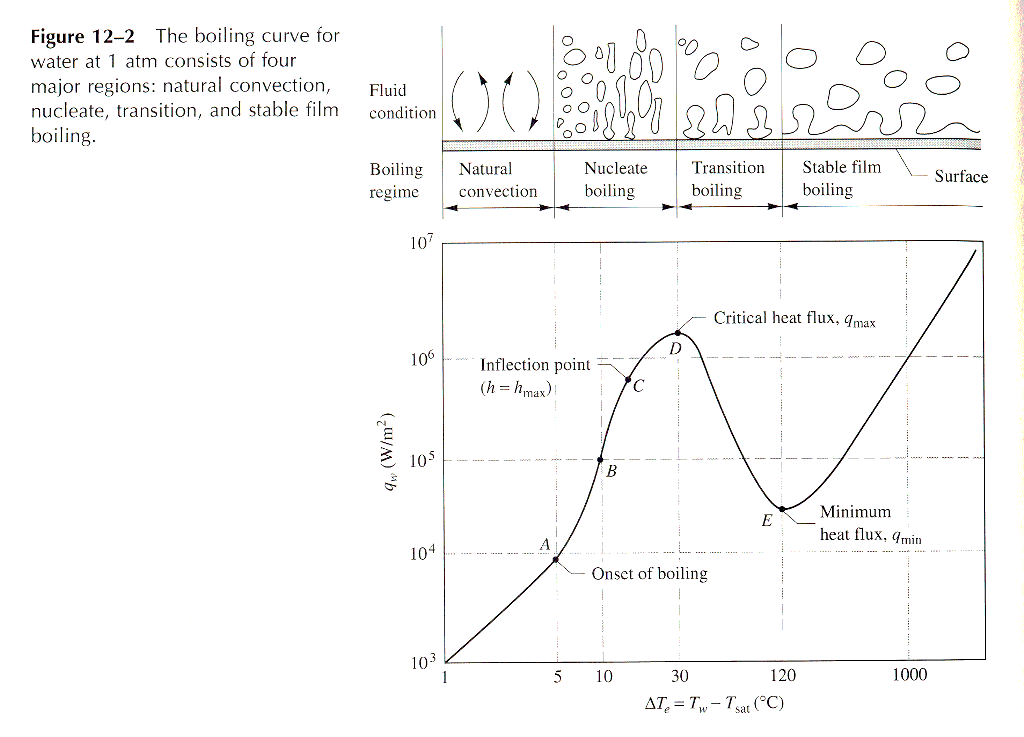 Figure 12–2 The boiling curve for
water at 1 atm consists of four
major regions: natural convection,
nucleate, transition, and stable film
boiling.
Fluid
condition
Boiling
regime
Natural
convection
Nucleate
boiling
Transition
boiling
Stable film
boiling
Surface
10⁷
10⁶
10⁵
10⁴
10³
q_w (W/m²)
Critical heat flux, q_max
D
Inflection point
(h = h_max)
C
B
E
Minimum
heat flux, q_min
A
Onset of boiling
1
5
10
30
120
1000
ΔT_e = T_w − T_sat (°C)